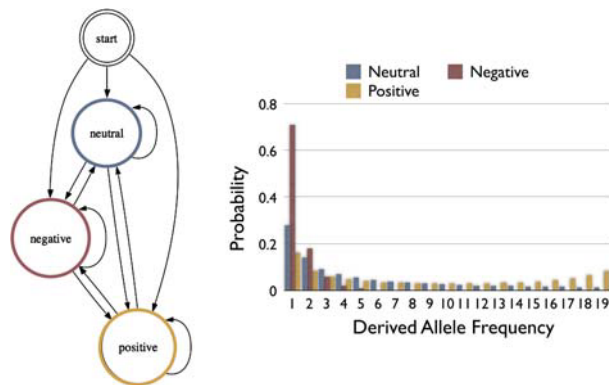 start
neutral
negative
positive
Neutral Negative
Positive
0.8
0.6
0.4
0.2
0
Probability
1 2 3 4 5 6 7 8 9 10 11 12 13 14 15 16 17 18 19
Derived Allele Frequency